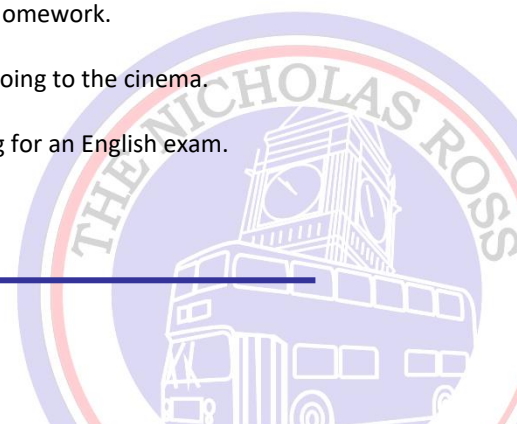 omework.
oing to the cinema.
g for an English exam.
THE NICHOLAS ROSS